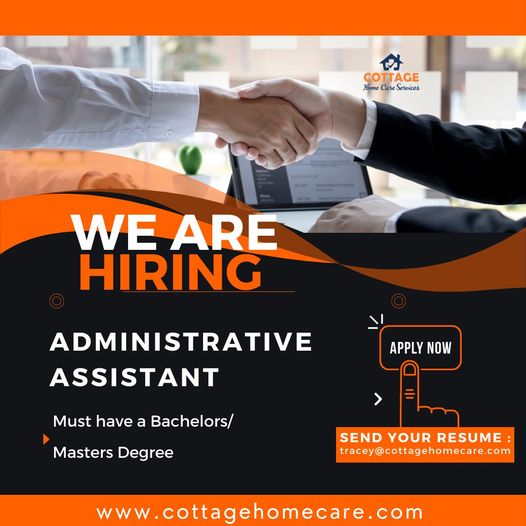 COTTAGE
Home Care Services
WE ARE
HIRING
ADMINISTRATIVE
ASSISTANT
Must have a Bachelors/
Masters Degree
APPLY NOW
SEND YOUR RESUME :
tracey@cottagehomecare.com
www.cottagehomecare.com